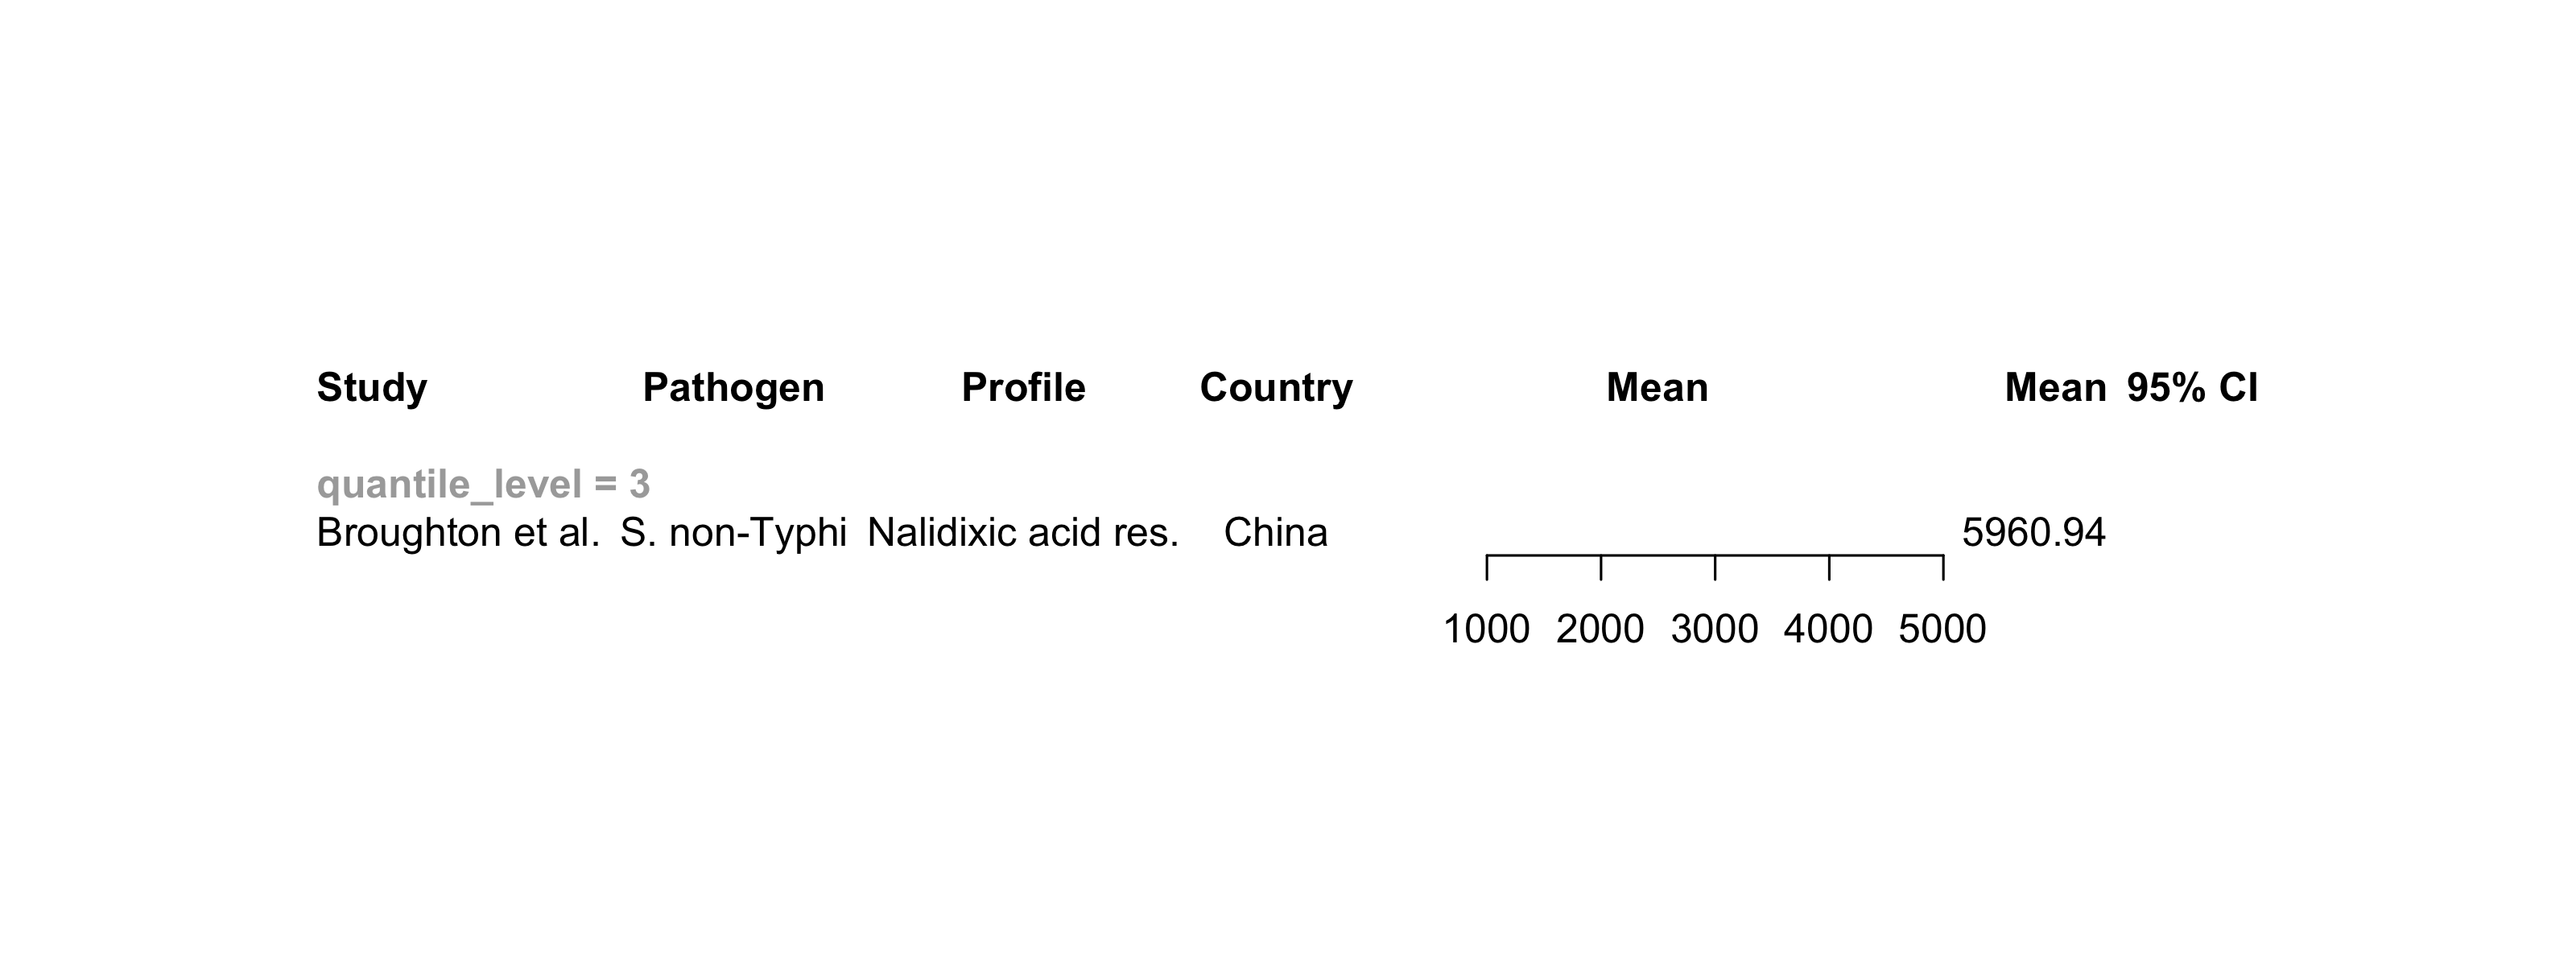 Study Pathogen Profile Country Mean Mean 95% CI
quantile_level = 3
Broughton et al. S. non-Typhi Nalidixic acid res. China 5960.94
1000 2000 3000 4000 5000